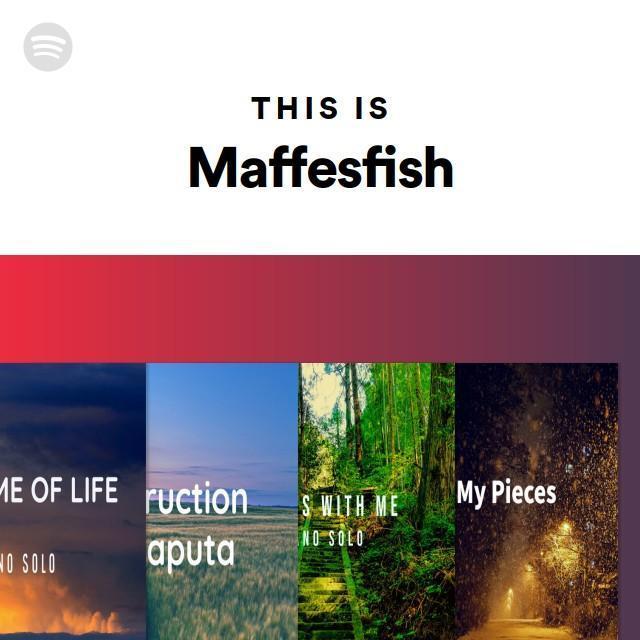 THIS IS
Maffesfish
ME OF LIFE
NO SOLO
ruction
aputa
S WITH ME
NO SOLO
My Pieces